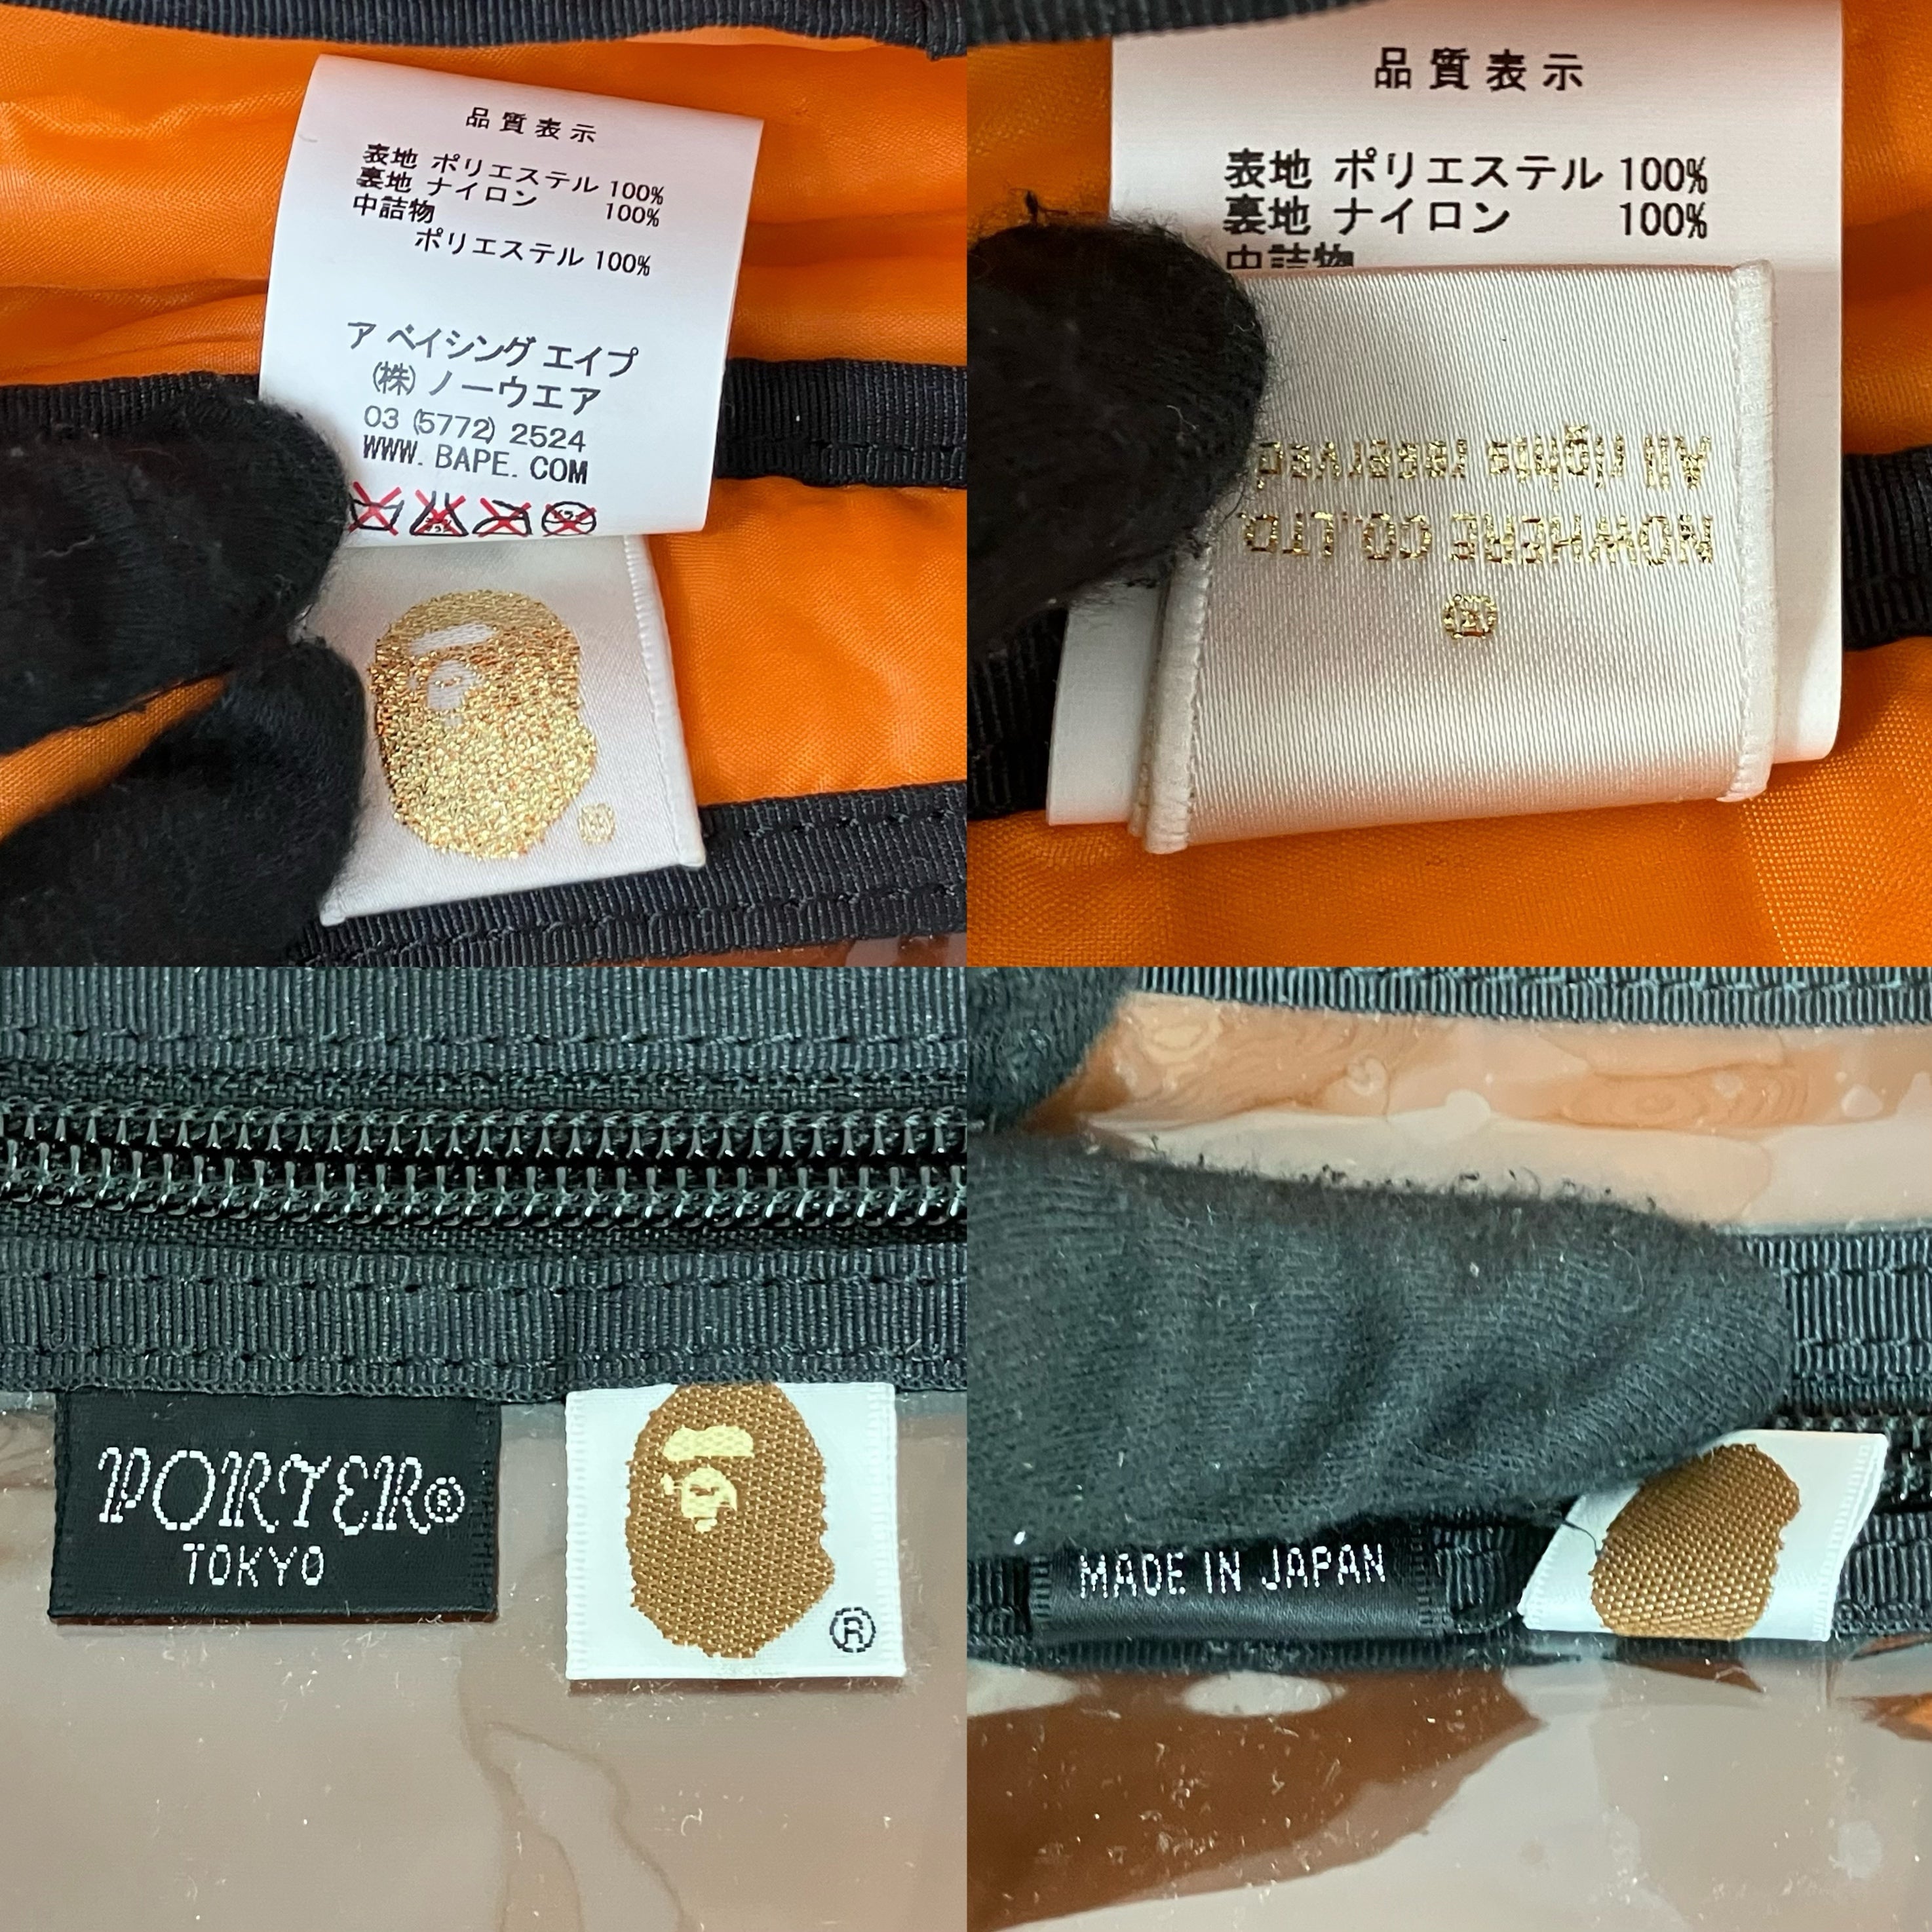 品質表示
表地 ポリエステル 100%
裏地 ナイロン 100%
中詰物
ポリエステル 100%
ア ベイシング エイプ
(株) ノーウエア
03 (5772) 2524
WWW. BAPE. COM
®
品質表示
表地 ポリエステル 100%
裏地 ナイロン 100%
中詰物
®
NOWHERE CO.,LTD.
All rights reserved
PORTER®
TOKYO
®
MADE IN JAPAN